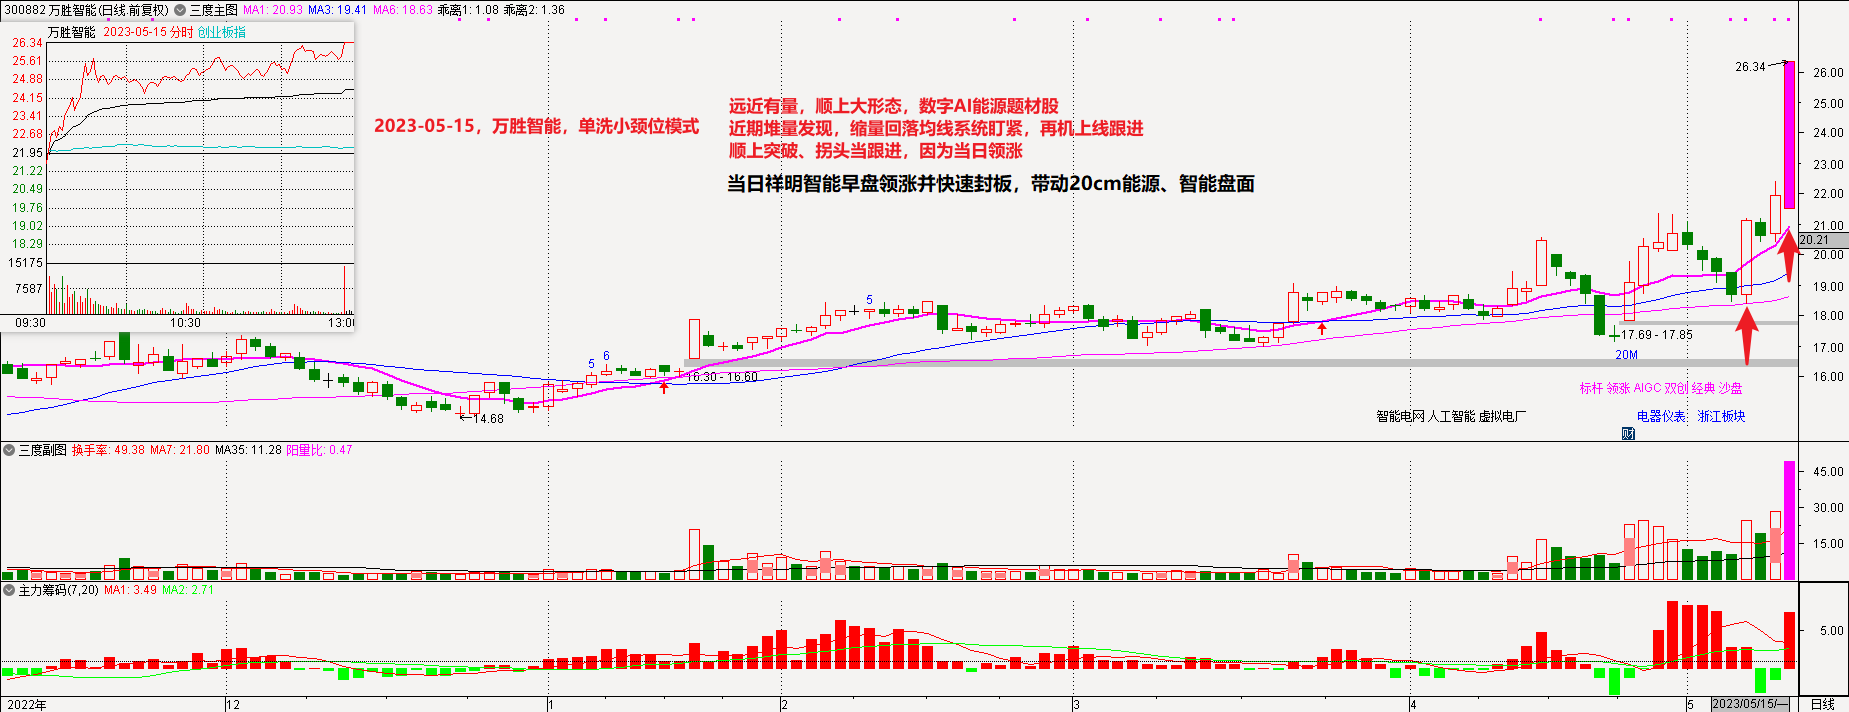 300882 万胜智能(日线.前复权) 三度主图 MA1: 20.93 MA3: 19.41 MA6: 18.63 乖离1: 1.08 乖离2: 1.36
万胜智能 2023-05-15 分时 创业板指
26.34
25.61
24.88
24.15
23.41
22.68
21.95
21.22
20.49
19.76
19.02
18.29
15175
7587
09:30 10:30 13:00
2023-05-15，万胜智能，单洗小颈位模式
远近有量，顺上大形态，数字AI能源题材股
近期堆量发现，缩量回落均线系统盯紧，再机上线跟进
顺上突破、拐头当跟进，因为当日领涨
当日祥明智能早盘领涨并快速封板，带动20cm能源、智能盘面
26.34
26.00
25.00
24.00
23.00
22.00
21.00
20.21
20.00
19.00
18.00
17.00
16.00
5
5
6
16.30 - 16.60
14.68
17.69 - 17.85
20M
标杆 领涨 AIGC 双创 经典 沙盘
智能电网 人工智能 虚拟电厂
电器仪表 浙江板块
财
三度副图 换手率: 49.38 MA7: 21.80 MA35: 11.28 阳量比: 0.47
45.00
30.00
15.00
主力筹码(7,20) MA1: 3.49 MA2: 2.71
5.00
2022年 12 1 2 3 4 5 2023/05/15/一 日线